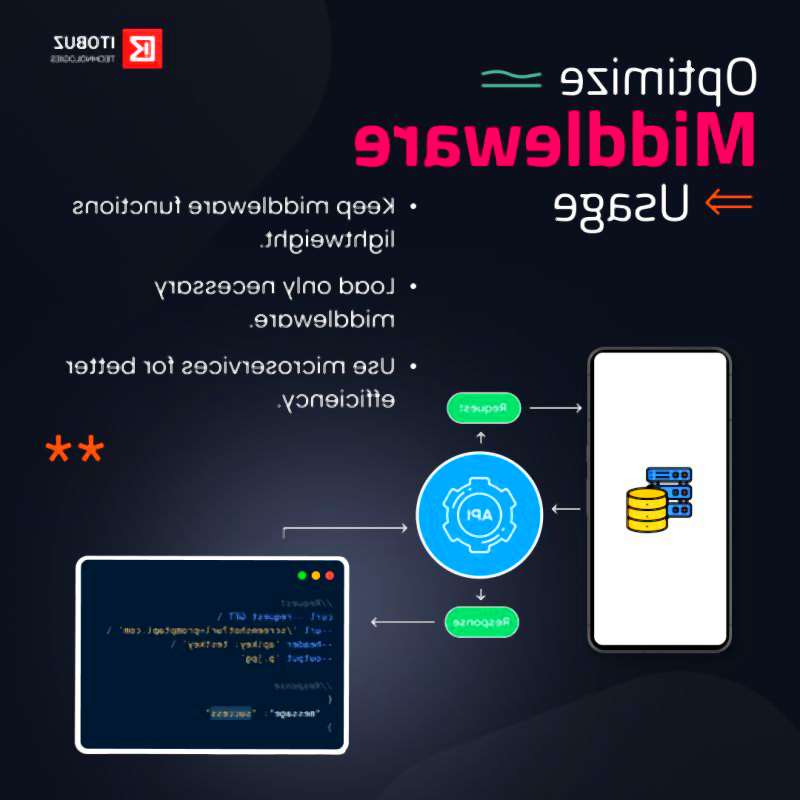 ITOBUZ
TECHNOLOGIES
Optimize
Middleware
Usage
• Keep middleware functions
lightweight.
• Load only necessary
middleware.
• Use microservices for better
efficiency.
**
Request
API
Response
//Request
curl --request GET \
--url '/screenshot?url=promptapi.com' \
--header 'apikey: testkey' \
--output 'p.jpg'
//Response
{
"message": "success"
}